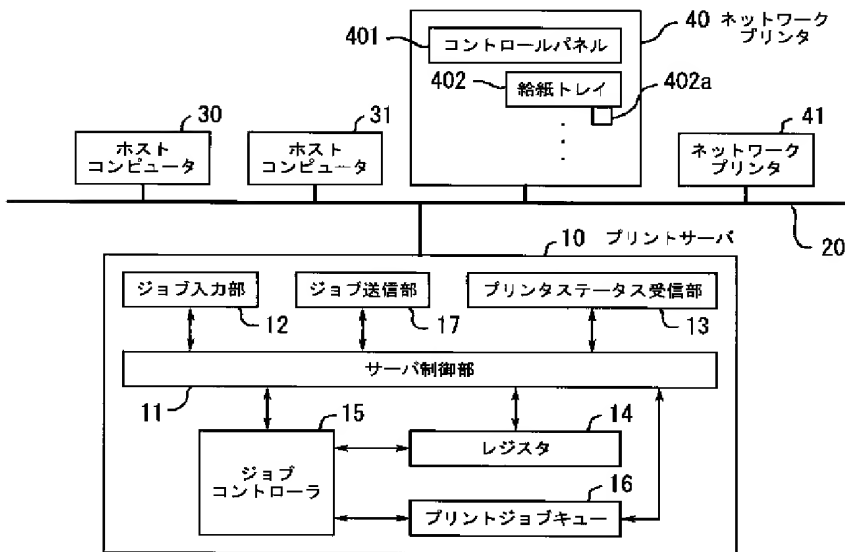 401
コントロールパネル
40 ネットワーク
プリンタ
402
給紙トレイ
402a
30
ホスト
コンピュータ
31
ホスト
コンピュータ
41
ネットワーク
プリンタ
20
10 プリントサーバ
ジョブ入力部
12
ジョブ送信部
17
プリンタステータス受信部
13
サーバ制御部
11
15
ジョブ
コントローラ
14
レジスタ
16
プリントジョブキュー